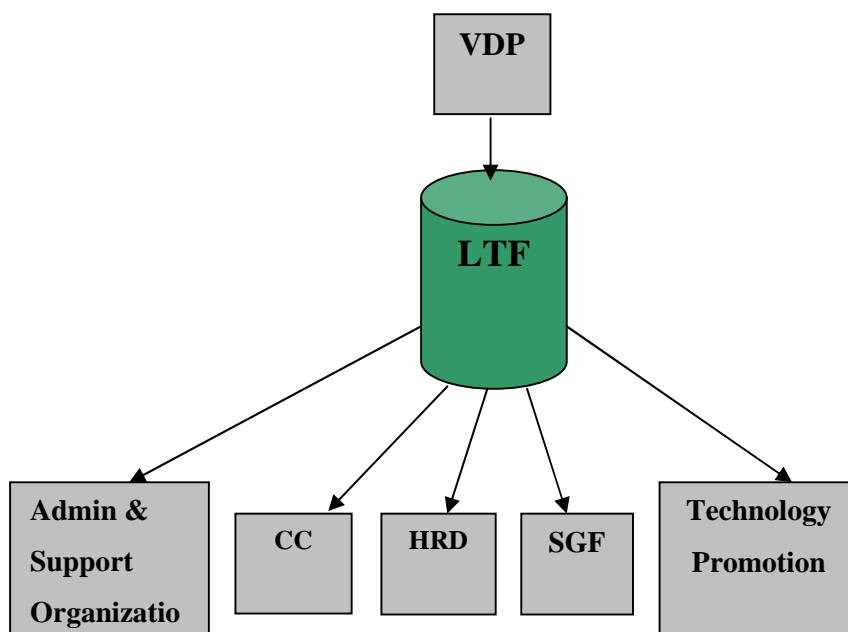 VDP
LTF
Admin &
Support
Organizatio
CC
HRD
SGF
Technology
Promotion